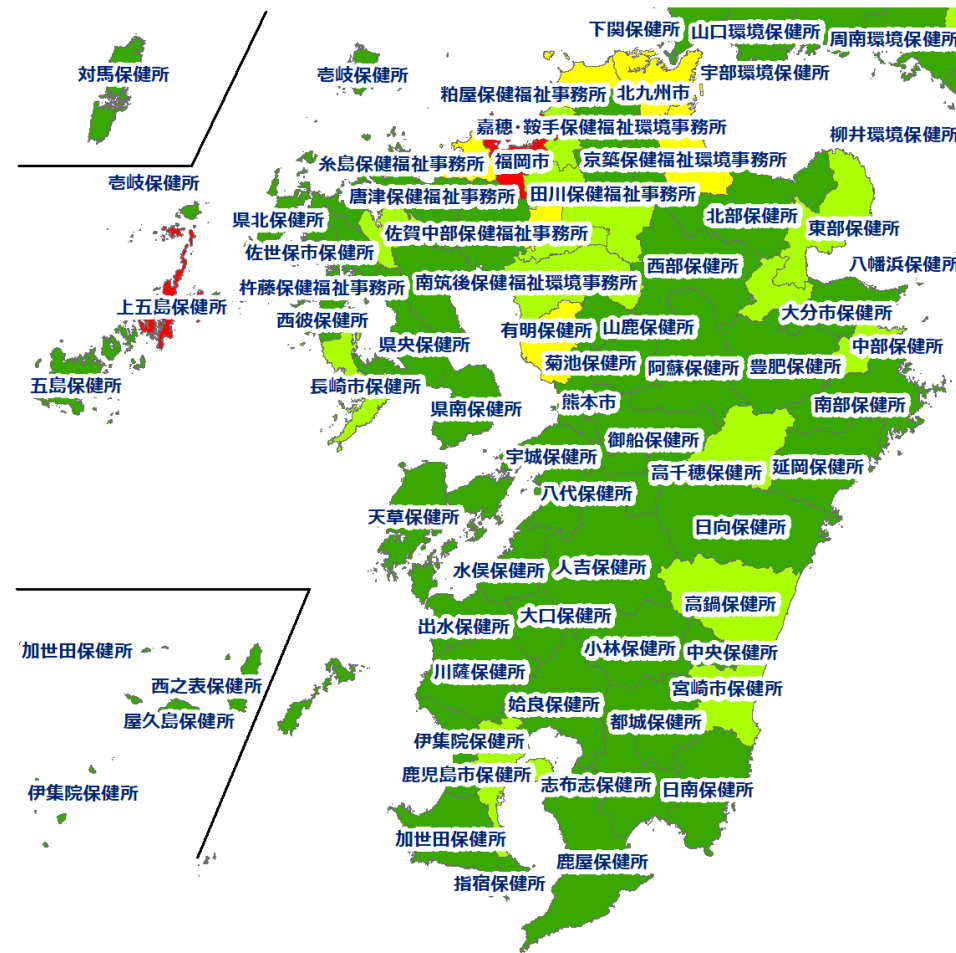 下関保健所
山口環境保健所
周南環境保健所
対馬保健所
壱岐保健所
宇部環境保健所
粕屋保健福祉事務所
北九州市
嘉穂・鞍手保健福祉環境事務所
柳井環境保健所
糸島保健福祉事務所
福岡市
京築保健福祉環境事務所
壱岐保健所
唐津保健福祉事務所
田川保健福祉事務所
県北保健所
北部保健所
東部保健所
佐賀中部保健福祉事務所
佐世保市保健所
西部保健所
八幡浜保健所
杵藤保健福祉事務所
南筑後保健福祉環境事務所
上五島保健所
大分市保健所
西彼保健所
有明保健所
山鹿保健所
県央保健所
中部保健所
菊池保健所
阿蘇保健所
豊肥保健所
五島保健所
長崎市保健所
熊本市
南部保健所
県南保健所
御船保健所
宇城保健所
高千穂保健所
延岡保健所
八代保健所
天草保健所
日向保健所
水俣保健所
人吉保健所
高鍋保健所
大口保健所
出水保健所
加世田保健所
小林保健所
中央保健所
川薩保健所
西之表保健所
宮崎市保健所
姶良保健所
屋久島保健所
都城保健所
伊集院保健所
鹿児島市保健所
志布志保健所
日南保健所
伊集院保健所
加世田保健所
鹿屋保健所
指宿保健所